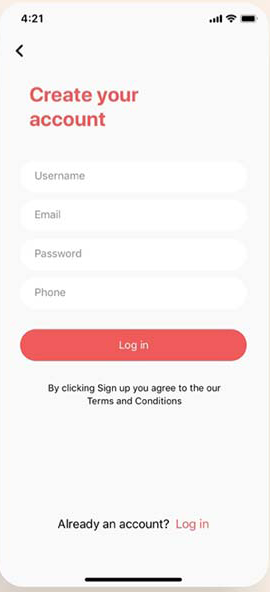 4:21
Create your
account
Username
Email
Password
Phone
Log in
By clicking Sign up you agree to the our
Terms and Conditions
Already an account? Log in